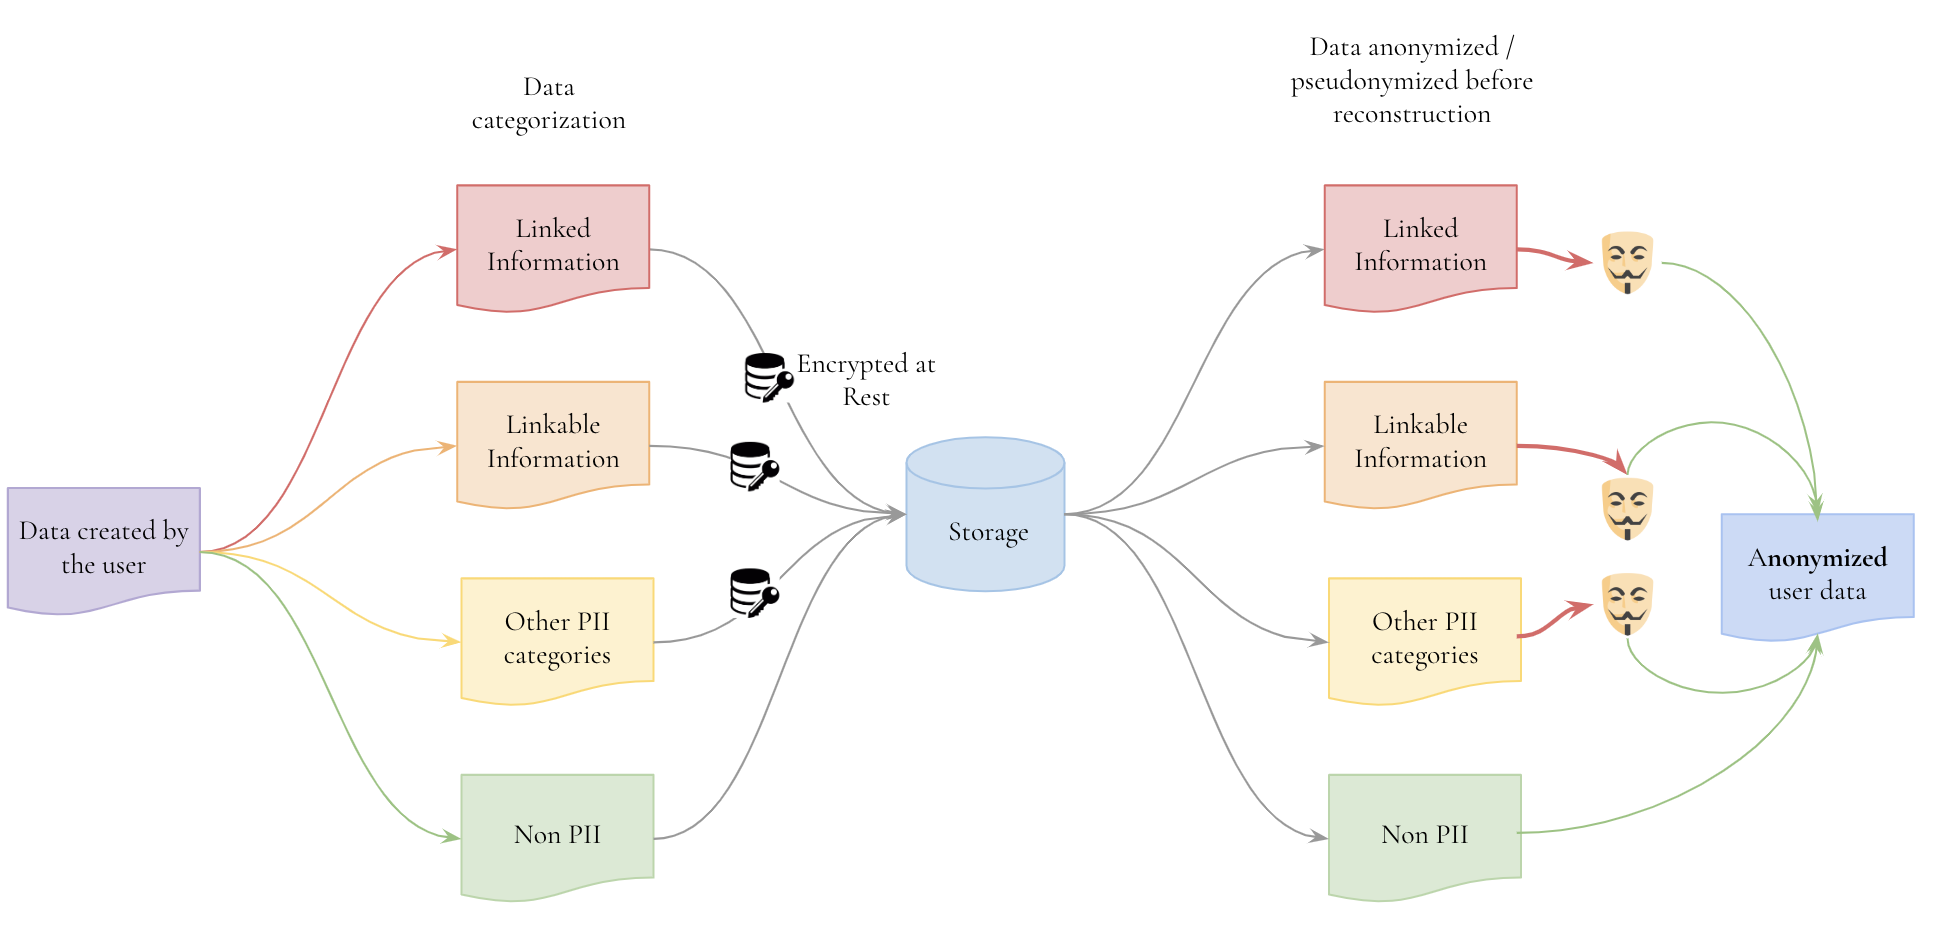 Data
categorization
Data anonymized /
pseudonymized before
reconstruction
Linked
Information
Linkable
Information
Other PII
categories
Non PII
Data created by
the user
Encrypted at
Rest
Storage
Linked
Information
Linkable
Information
Other PII
categories
Non PII
Anonymized
user data